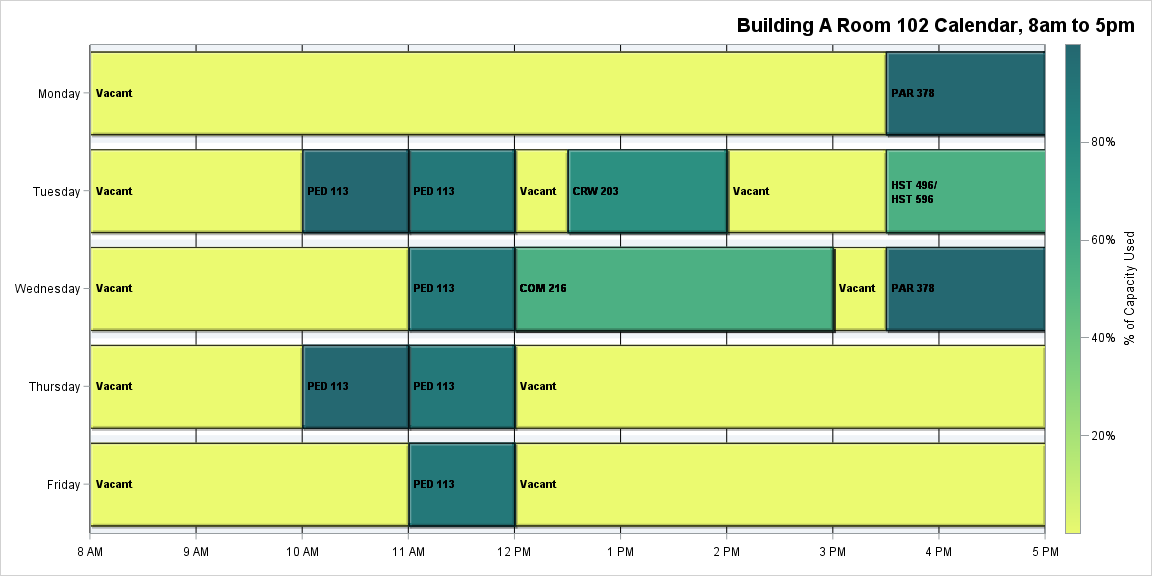 Building A Room 102 Calendar, 8am to 5pm
Monday
Vacant
PAR 378
Tuesday
Vacant
PED 113
PED 113
Vacant
CRW 203
Vacant
HST 496/
HST 596
Wednesday
Vacant
PED 113
COM 216
Vacant
PAR 378
Thursday
Vacant
PED 113
PED 113
Vacant
Friday
Vacant
PED 113
Vacant
8 AM
9 AM
10 AM
11 AM
12 PM
1 PM
2 PM
3 PM
4 PM
5 PM
80%
60%
40%
20%
% of Capacity Used